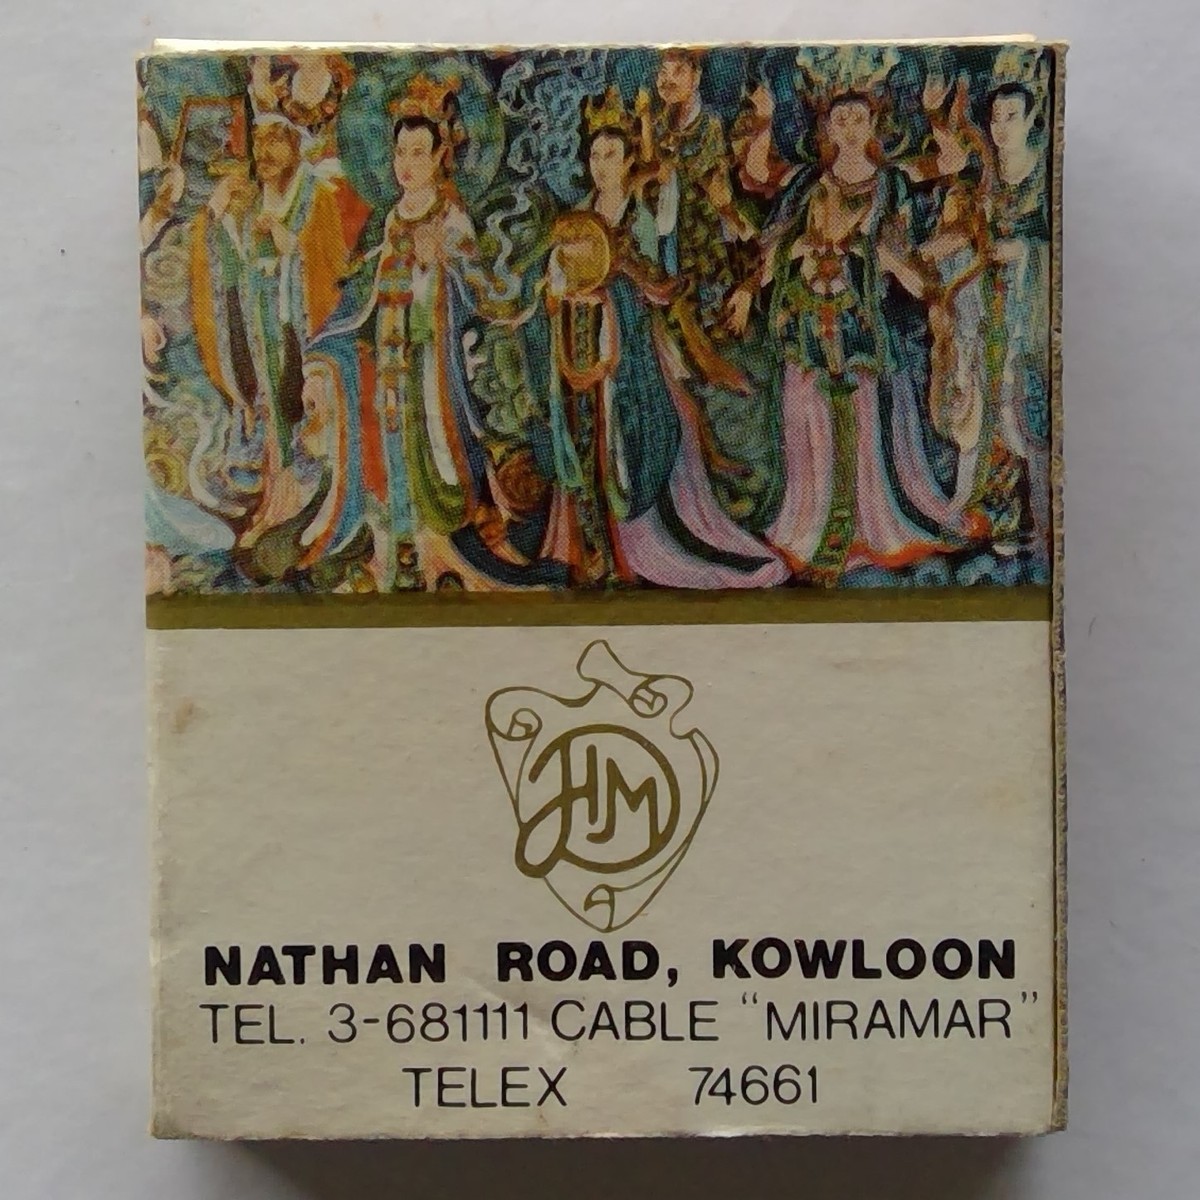 HM
NATHAN ROAD, KOWLOON
TEL. 3-681111 CABLE “MIRAMAR”
TELEX 74661